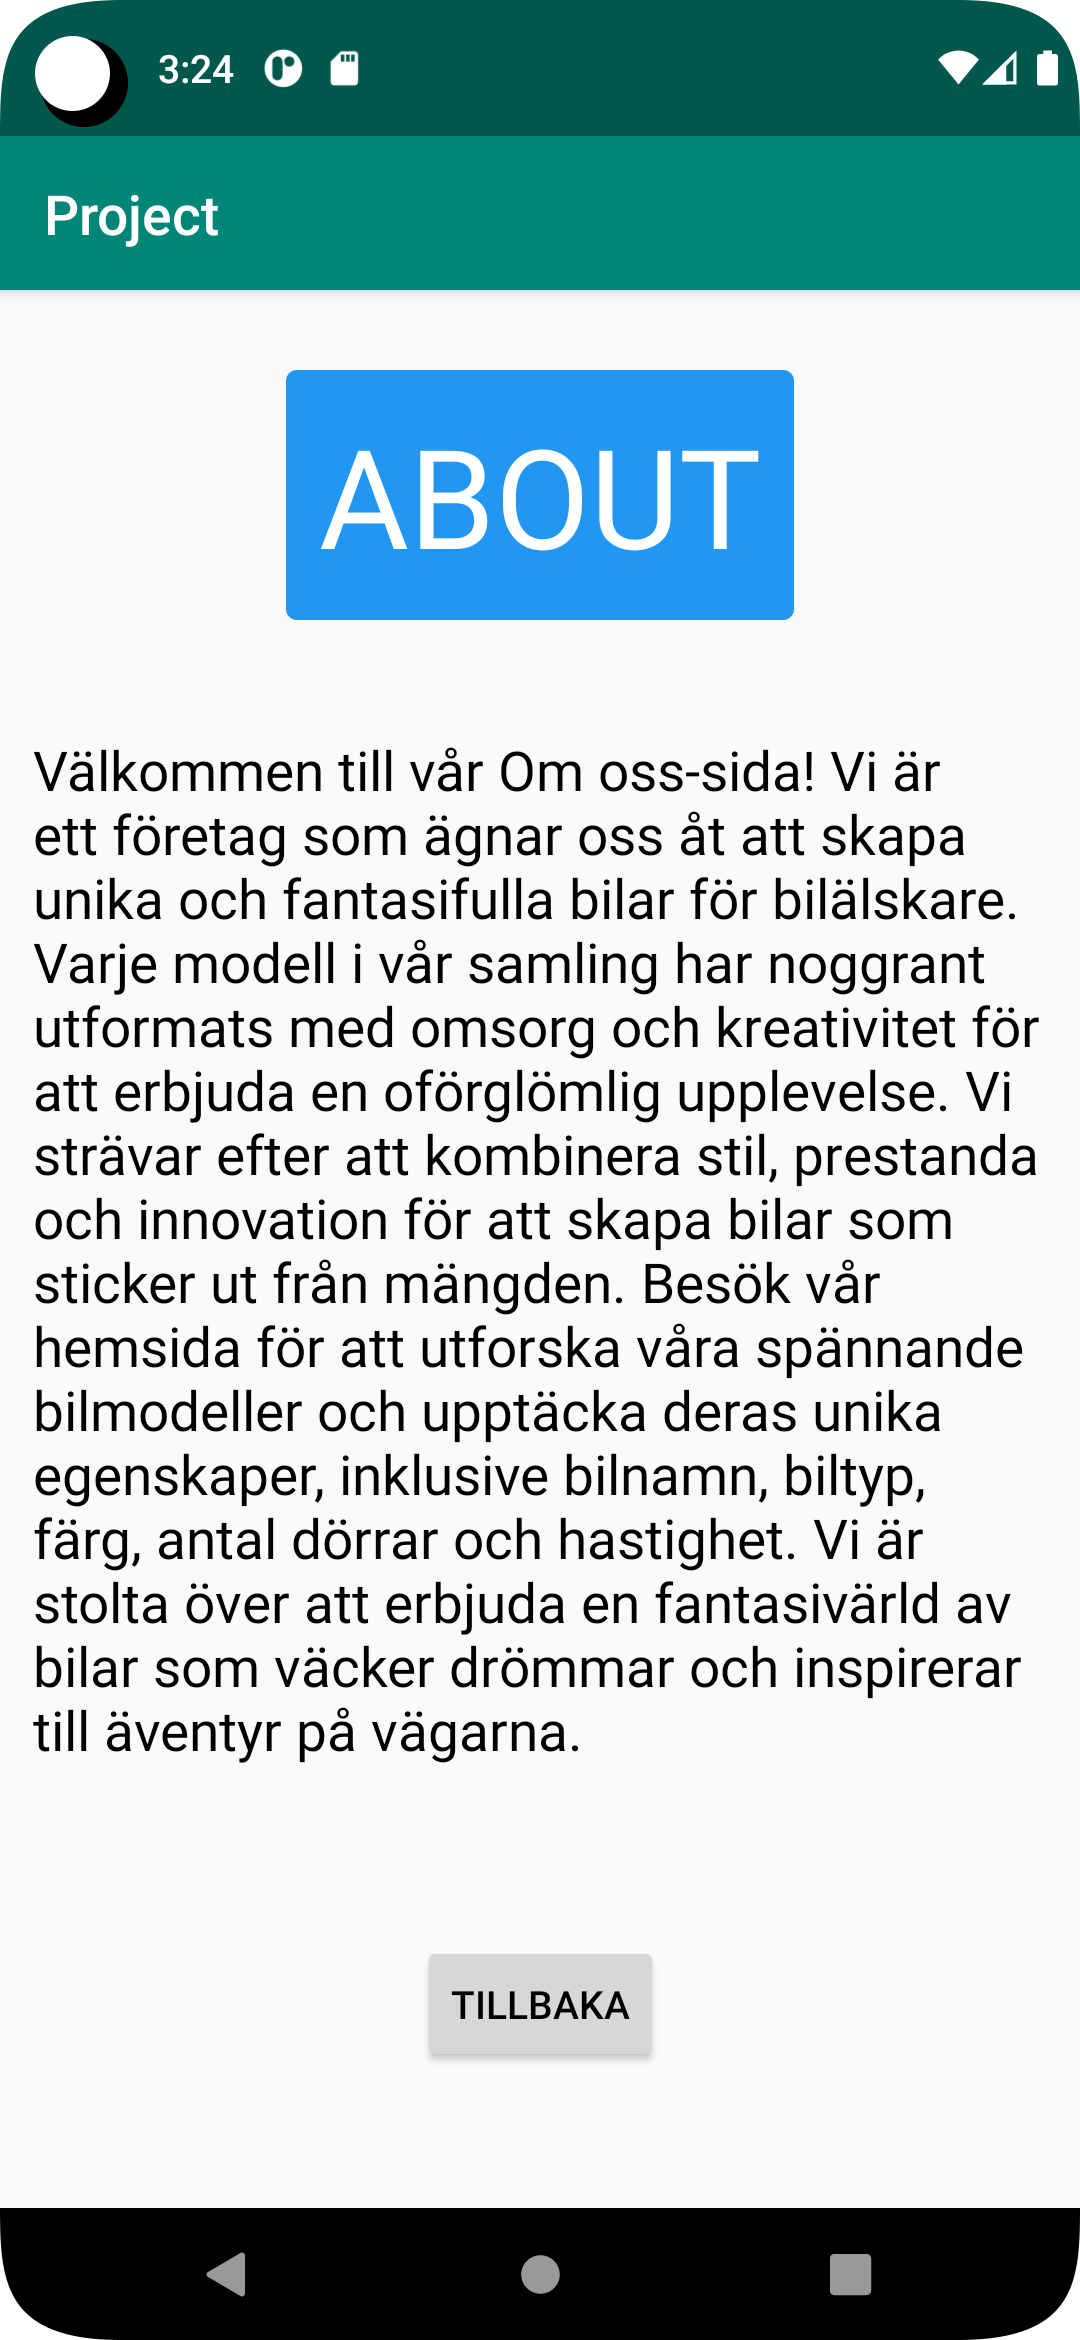 3:24
Project
ABOUT
Välkommen till vår Om oss-sida! Vi är
ett företag som ägnar oss åt att skapa
unika och fantasifulla bilar för bilälskare.
Varje modell i vår samling har noggrant
utformats med omsorg och kreativitet för
att erbjuda en oförglömlig upplevelse. Vi
strävar efter att kombinera stil, prestanda
och innovation för att skapa bilar som
sticker ut från mängden. Besök vår
hemsida för att utforska våra spännande
bilmodeller och upptäcka deras unika
egenskaper, inklusive bilnamn, biltyp,
färg, antal dörrar och hastighet. Vi är
stolta över att erbjuda en fantasivärld av
bilar som väcker drömmar och inspirerar
till äventyr på vägarna.
TILLBAKA